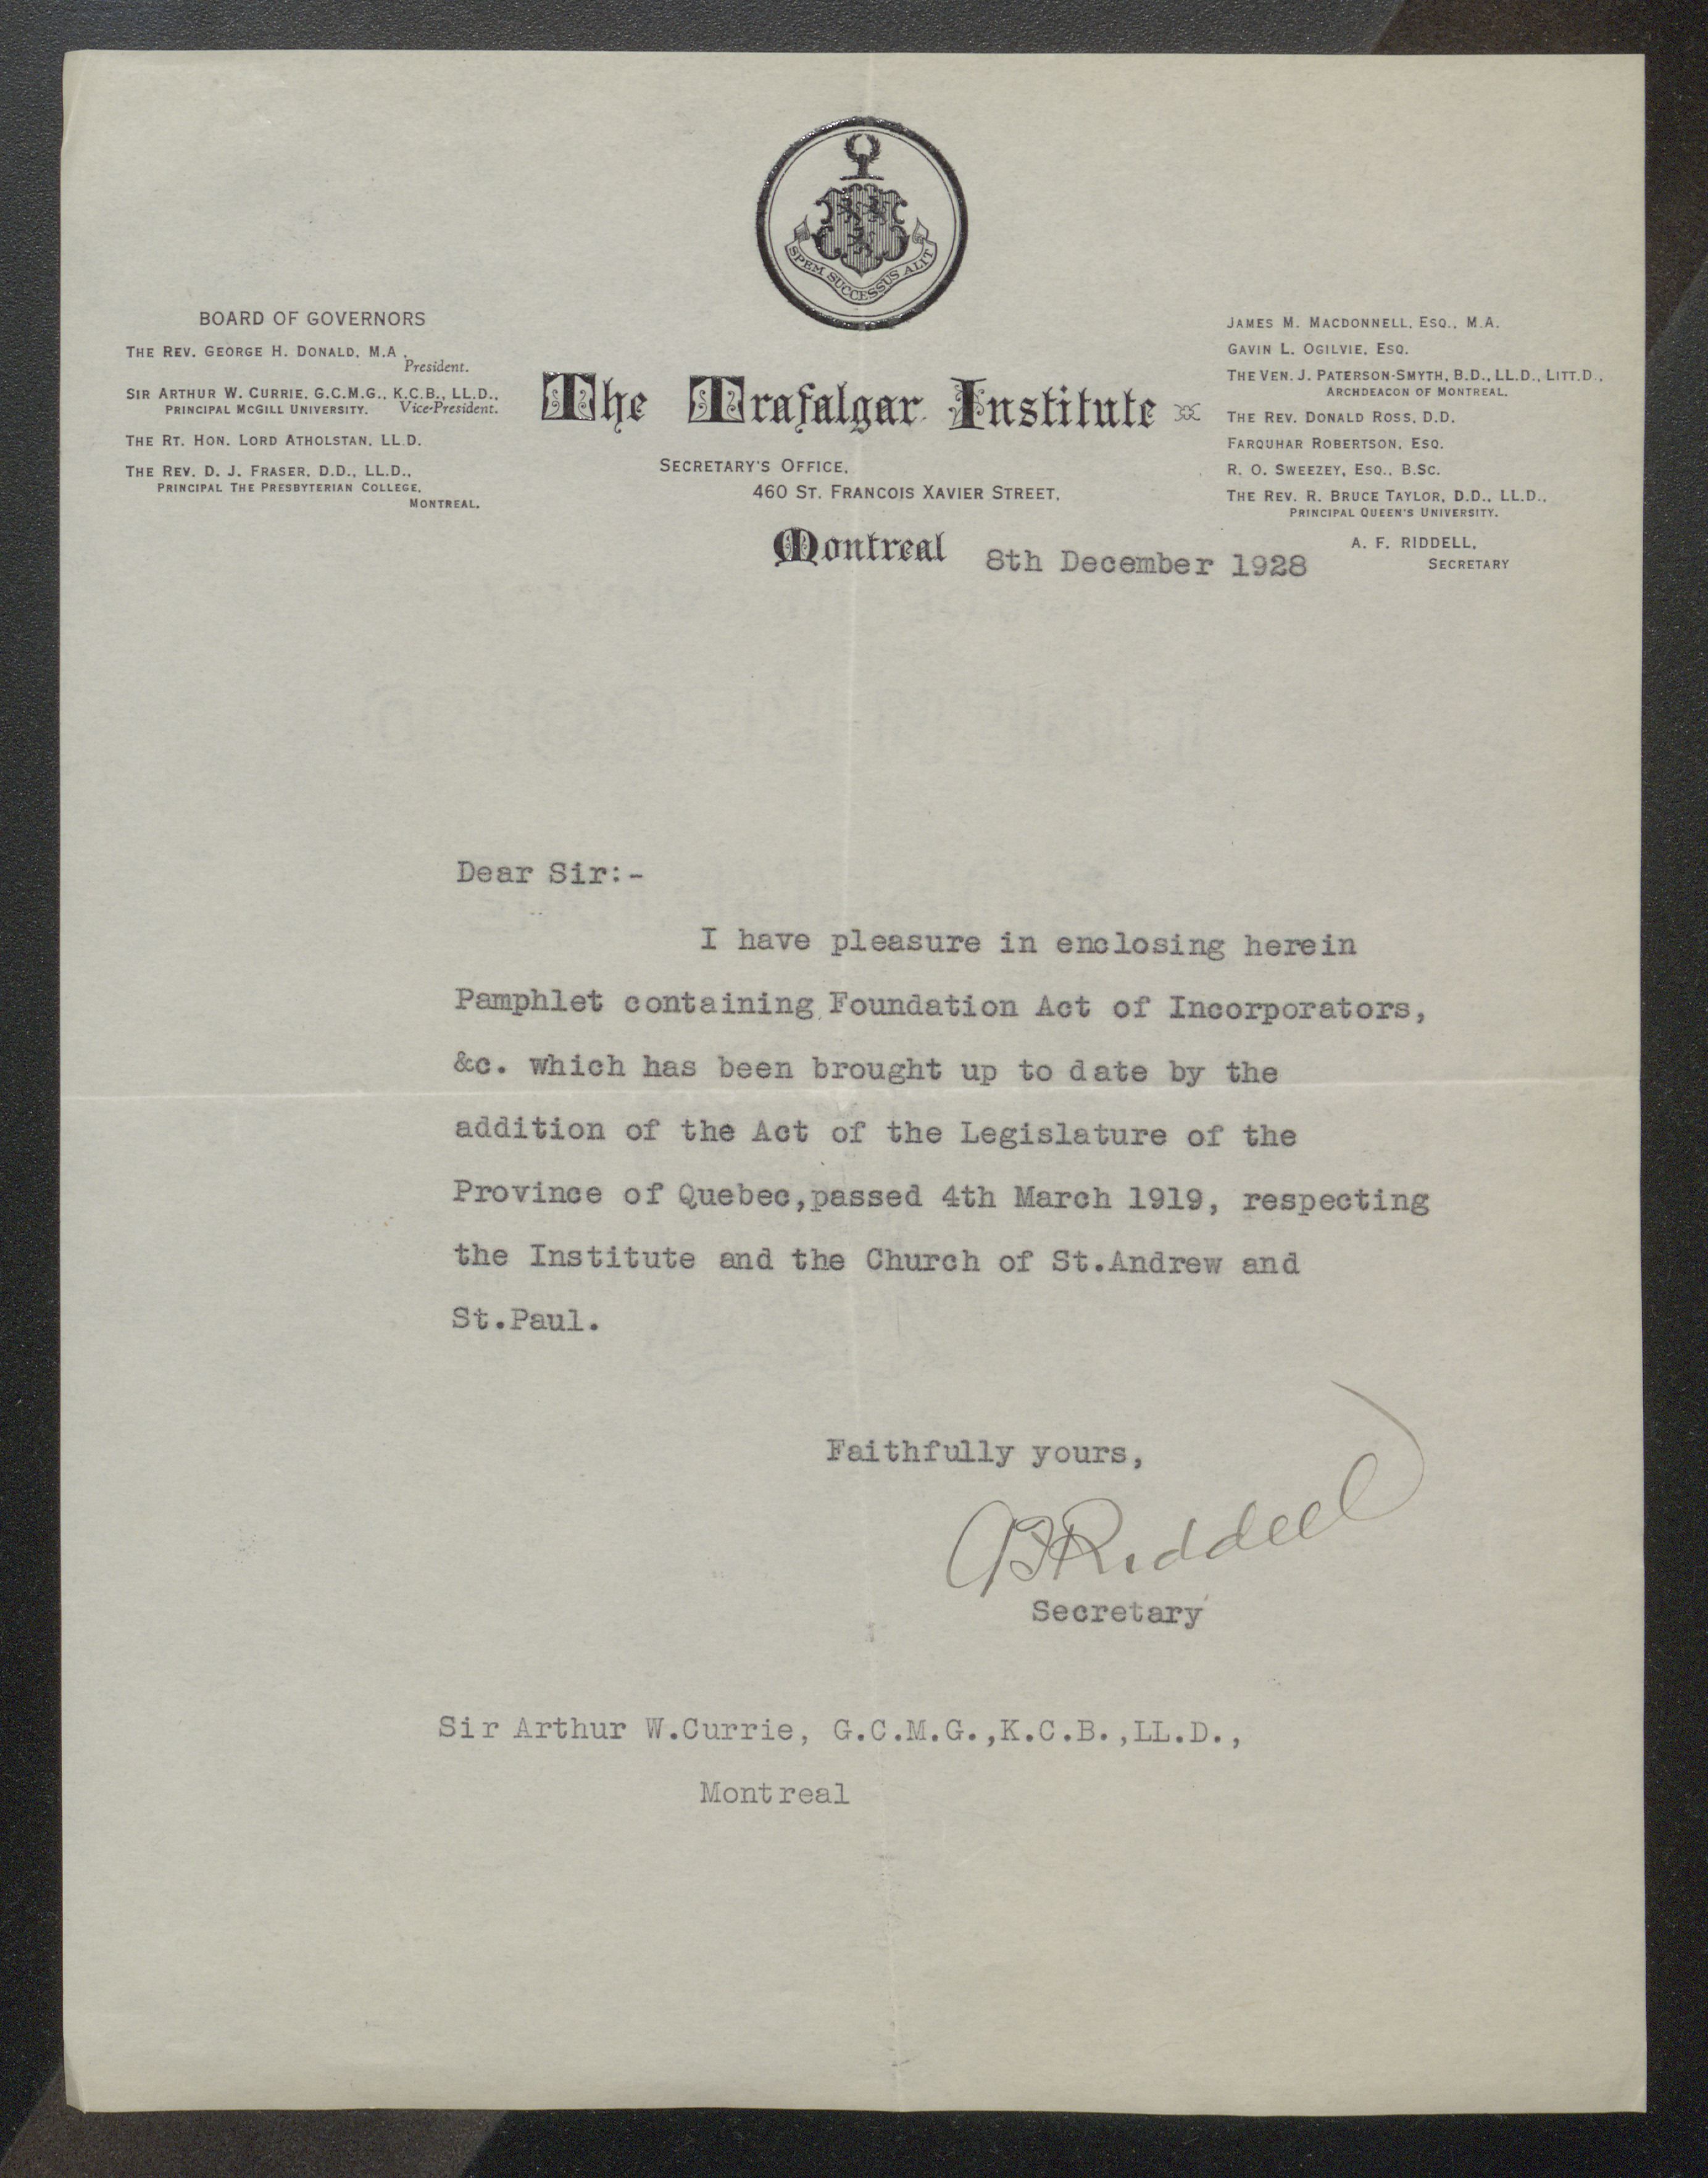 SPEM SUCCESSUS ALIT
BOARD OF GOVERNORS
THE REV. GEORGE H. DONALD, M.A.,
President.
SIR ARTHUR W. CURRIE, G.C.M.G., K.C.B., LL.D.,
PRINCIPAL MCGILL UNIVERSITY. Vice-President.
THE RT. HON. LORD ATHOLSTAN, LL.D.
THE REV. D. J. FRASER, D.D., LL.D.,
PRINCIPAL THE PRESBYTERIAN COLLEGE,
MONTREAL.
The Trafalgar Institute
SECRETARY'S OFFICE,
460 ST. FRANCOIS XAVIER STREET,
Montreal 8th December 1928
JAMES M. MACDONNELL, ESQ., M.A.
GAVIN L. OGILVIE, ESQ.
THE VEN. J. PATERSON-SMYTH, B.D., LL.D., LITT.D.,
ARCHDEACON OF MONTREAL.
THE REV. DONALD ROSS, D.D.
FARQUHAR ROBERTSON, ESQ.
R. O. SWEEZEY, ESQ., B.SC.
THE REV. R. BRUCE TAYLOR, D.D., LL.D.,
PRINCIPAL QUEEN'S UNIVERSITY.
A. F. RIDDELL,
SECRETARY
Dear Sir:-
I have pleasure in enclosing herein
Pamphlet containing Foundation Act of Incorporators,
&c. which has been brought up to date by the
addition of the Act of the Legislature of the
Province of Quebec,passed 4th March 1919, respecting
the Institute and the Church of St.Andrew and
St.Paul.
Faithfully yours,
AFRiddell
Secretary
Sir Arthur W.Currie, G.C.M.G.,K.C.B.,LL.D.,
Montreal